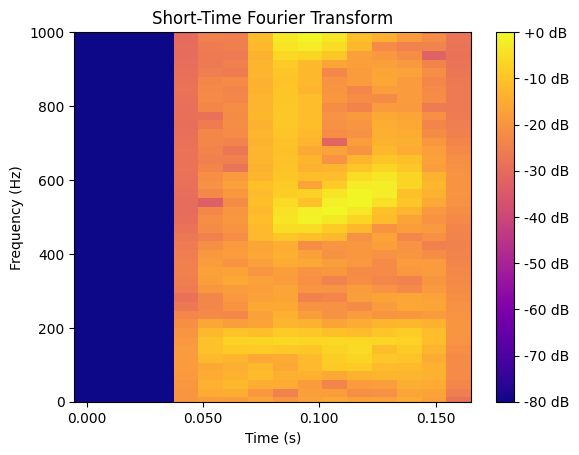 Short-Time Fourier Transform
1000
800
600
400
200
0
Frequency (Hz)
0.000
0.050
0.100
0.150
Time (s)
+0 dB
-10 dB
-20 dB
-30 dB
-40 dB
-50 dB
-60 dB
-70 dB
-80 dB